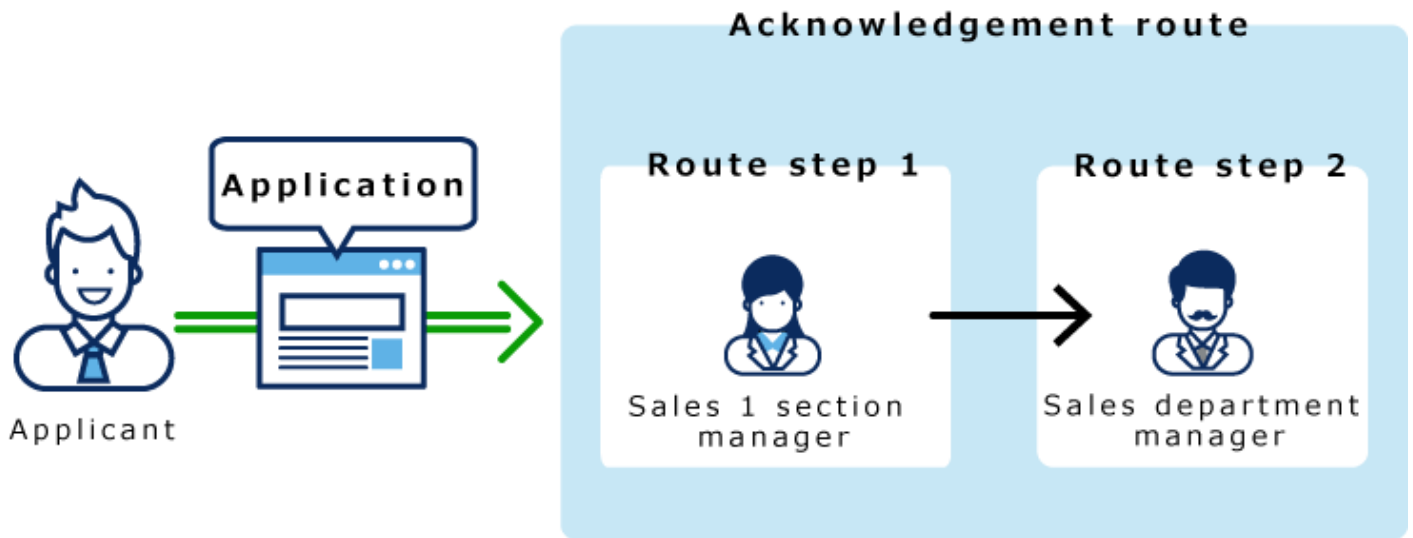 Acknowledgement route
Application
Applicant
Route step 1
Sales 1 section
manager
Route step 2
Sales department
manager